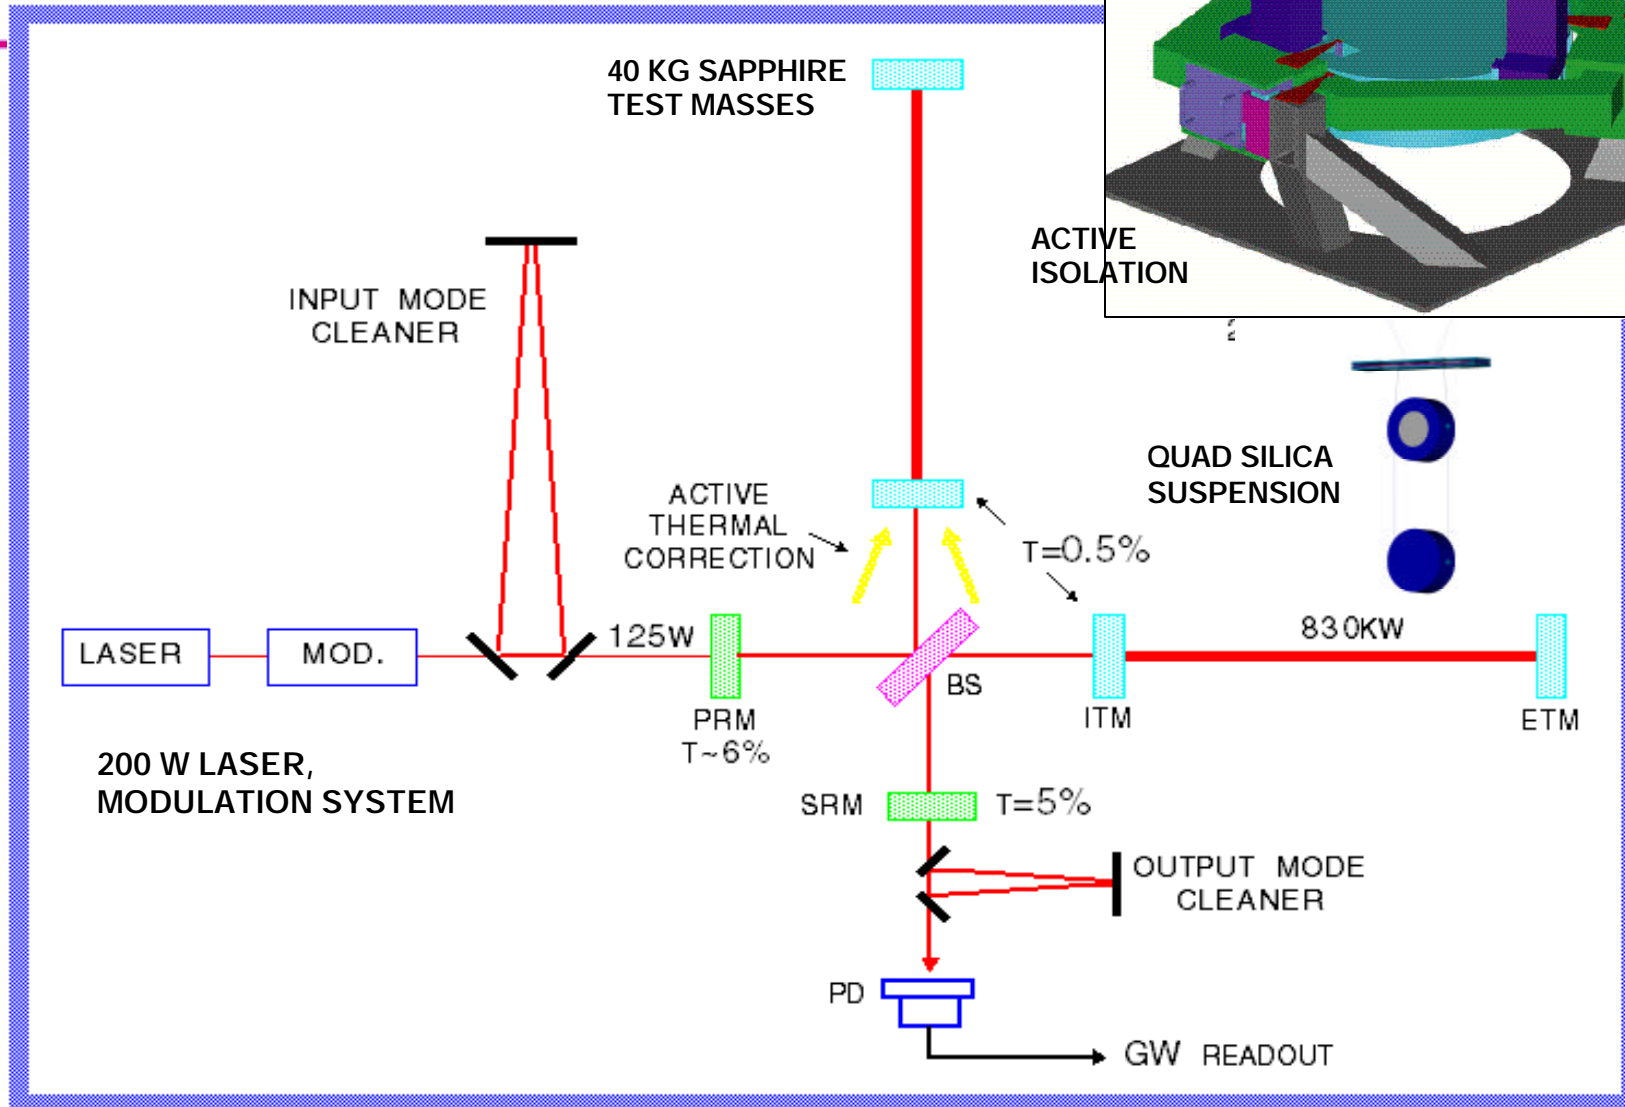 40 KG SAPPHIRE
TEST MASSES
ACTIVE
ISOLATION
INPUT MODE
CLEANER
QUAD SILICA
SUSPENSION
ACTIVE
THERMAL
CORRECTION
T=0.5%
LASER
MOD.
125W
830KW
BS
PRM
T~6%
ITM
ETM
200 W LASER,
MODULATION SYSTEM
SRM
T=5%
OUTPUT MODE
CLEANER
PD
GW READOUT